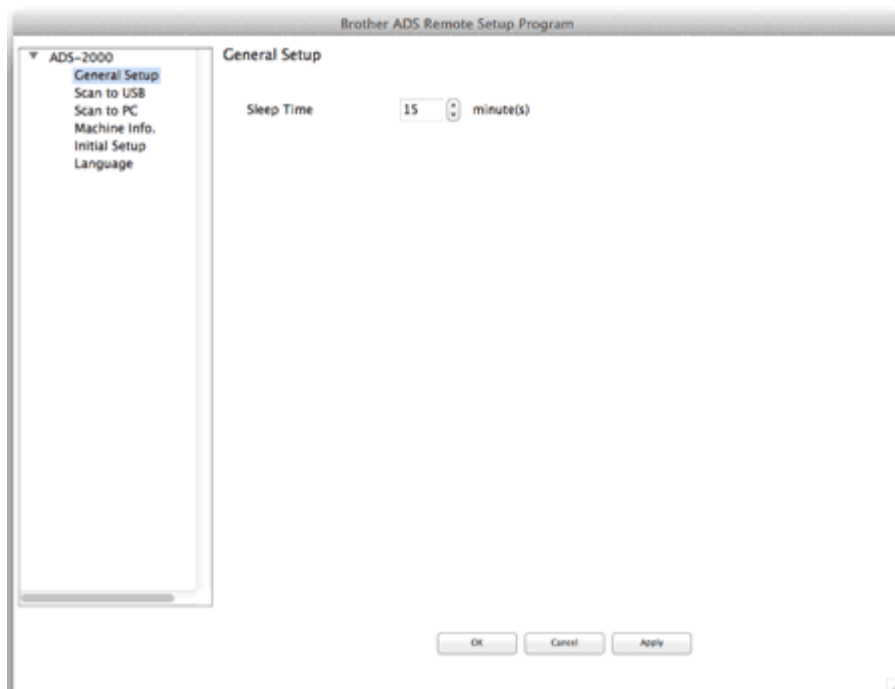 Brother ADS Remote Setup Program
ADS-2000
General Setup
Scan to USB
Scan to PC
Machine Info.
Initial Setup
Language
General Setup
Sleep Time 15 minute(s)
OK Cancel Apply